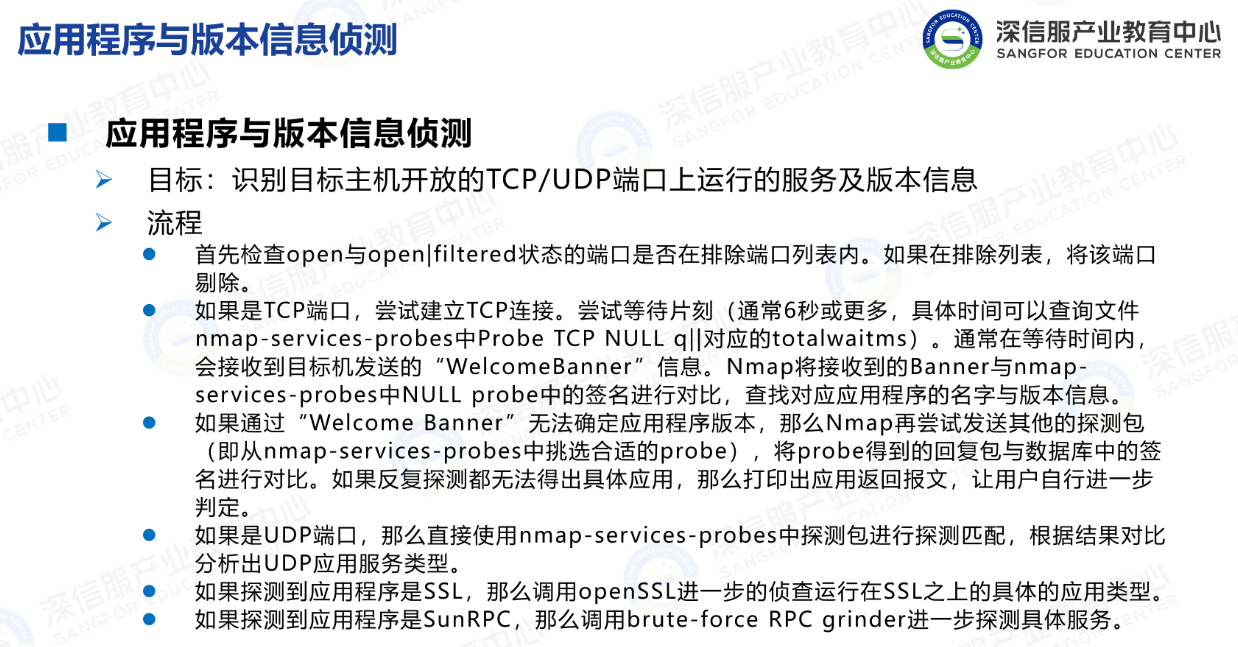 应用程序与版本信息侦测
深信服产业教育中心
SANGFOR EDUCATION CENTER
应用程序与版本信息侦测
目标：识别目标主机开放的TCP/UDP端口上运行的服务及版本信息
流程
首先检查open与open|filtered状态的端口是否在排除端口列表内。如果在排除列表，将该端口
剔除。
如果是TCP端口，尝试建立TCP连接。尝试等待片刻（通常6秒或更多，具体时间可以查询文件
nmap-services-probes中Probe TCP NULL q||对应的totalwaitms）。通常在等待时间内，
会接收到目标机发送的“WelcomeBanner”信息。Nmap将接收到的Banner与nmap-
services-probes中NULL probe中的签名进行对比，查找对应应用程序的名字与版本信息。
如果通过“Welcome Banner”无法确定应用程序版本，那么Nmap再尝试发送其他的探测包
（即从nmap-services-probes中挑选合适的probe），将probe得到的回复包与数据库中的签
名进行对比。如果反复探测都无法得出具体应用，那么打印出应用返回报文，让用户自行进一步
判定。
如果是UDP端口，那么直接使用nmap-services-probes中探测包进行探测匹配，根据结果对比
分析出UDP应用服务类型。
如果探测到应用程序是SSL，那么调用openSSL进一步的侦查运行在SSL之上的具体的应用类型。
如果探测到应用程序是SunRPC，那么调用brute-force RPC grinder进一步探测具体服务。